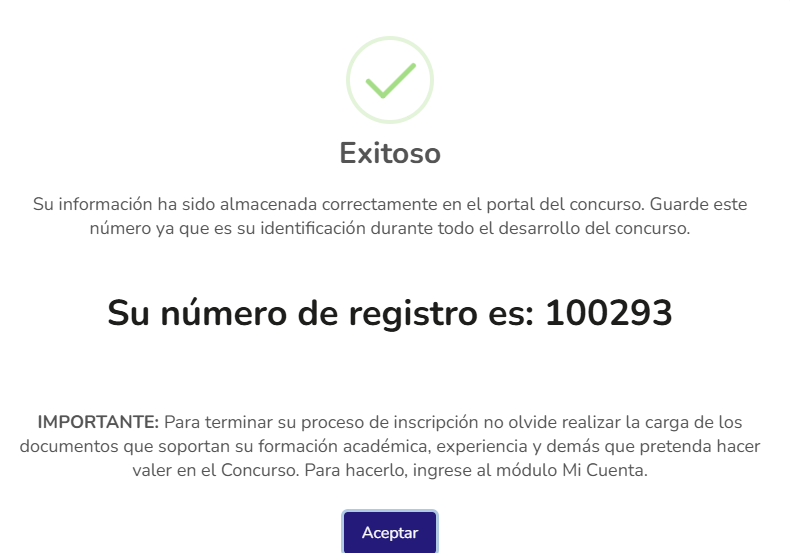 Exitoso
Su información ha sido almacenada correctamente en el portal del concurso. Guarde este
número ya que es su identificación durante todo el desarrollo del concurso.
Su número de registro es: 100293
IMPORTANTE: Para terminar su proceso de inscripción no olvide realizar la carga de los
documentos que soportan su formación académica, experiencia y demás que pretenda hacer
valer en el Concurso. Para hacerlo, ingrese al módulo Mi Cuenta.
Aceptar